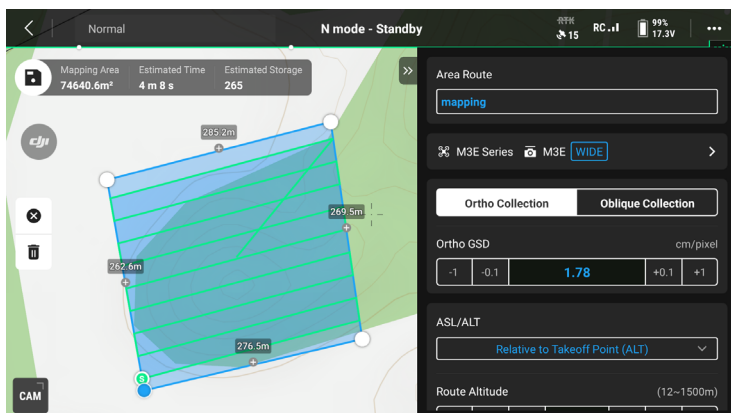 Normal
N mode - Standby
RTK
15
RC
99%
17.3V
Mapping Area
74640.6m²
Estimated Time
4 m 8 s
Estimated Storage
265
dji
285.2m
269.5m
262.6m
276.5m
S
CAM
Area Route
mapping
M3E Series
M3E
WIDE
Ortho Collection
Oblique Collection
Ortho GSD
cm/pixel
-1
-0.1
1.78
+0.1
+1
ASL/ALT
Relative to Takeoff Point (ALT)
Route Altitude
(12~1500m)